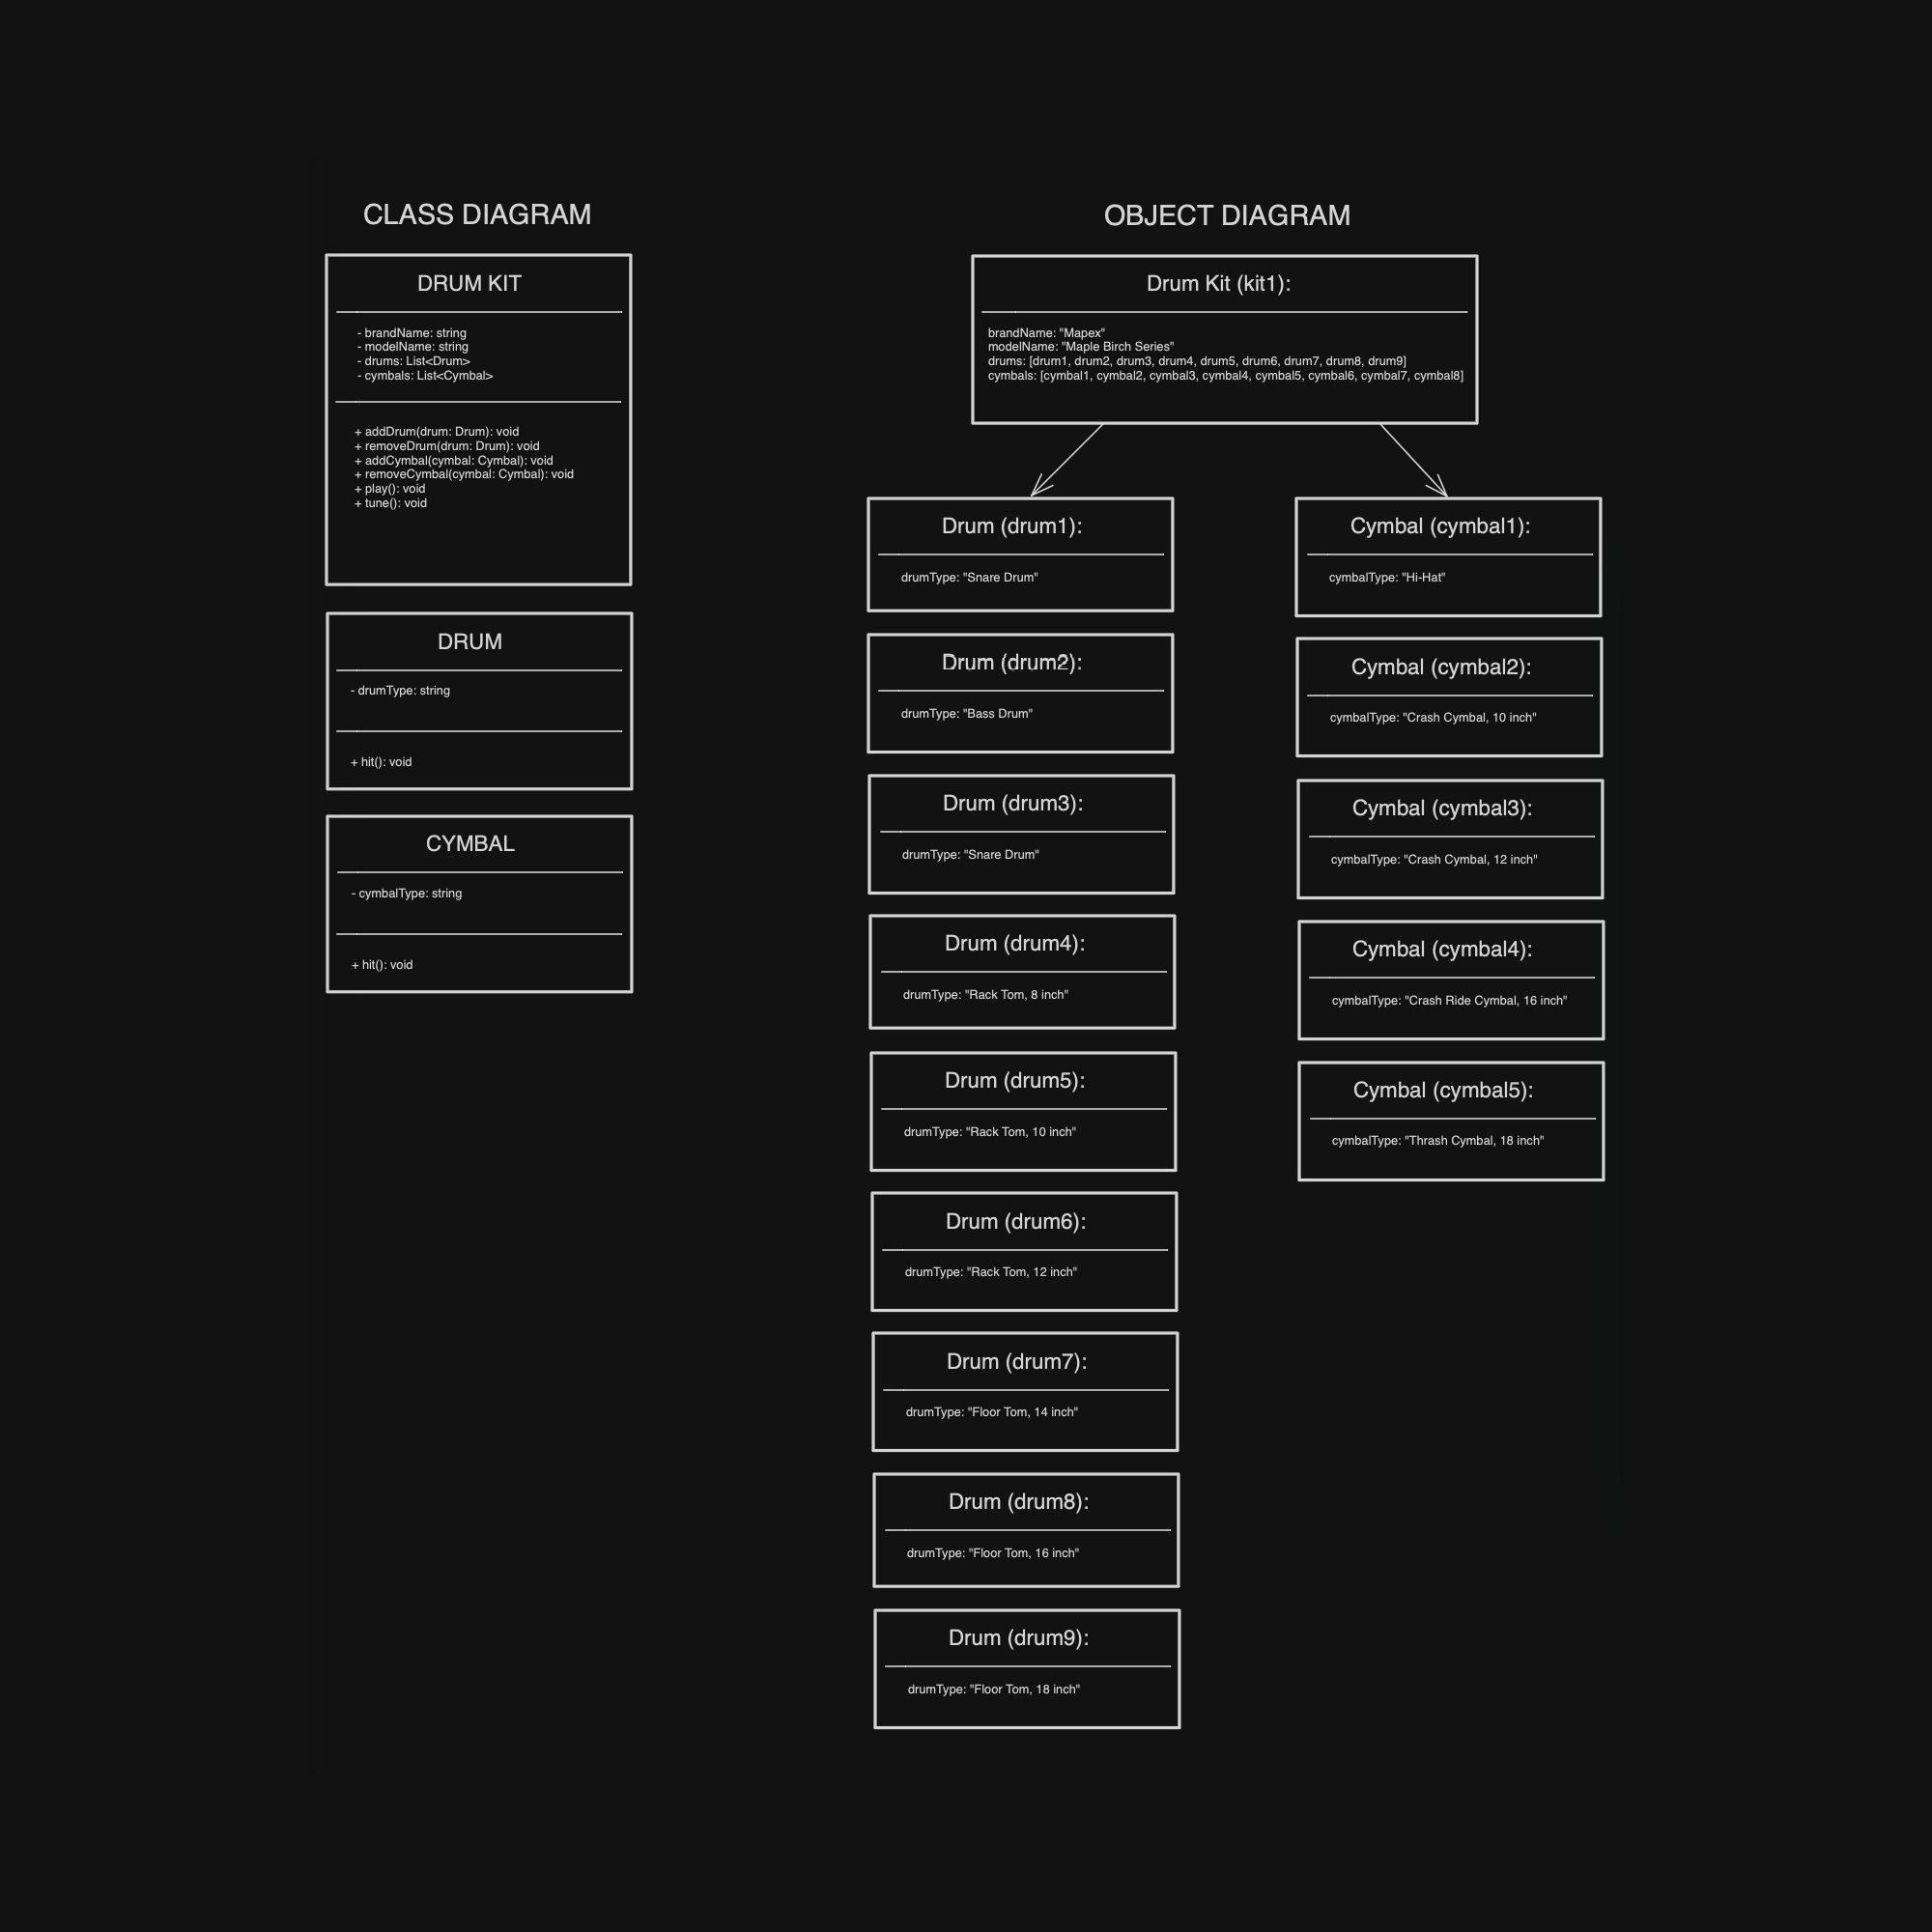 CLASS DIAGRAM
DRUM KIT
- brandName: string
- modelName: string
- drums: List<Drum>
- cymbals: List<Cymbal>
+ addDrum(drum: Drum): void
+ removeDrum(drum: Drum): void
+ addCymbal(cymbal: Cymbal): void
+ removeCymbal(cymbal: Cymbal): void
+ play(): void
+ tune(): void
DRUM
- drumType: string
+ hit(): void
CYMBAL
- cymbalType: string
+ hit(): void
OBJECT DIAGRAM
Drum Kit (kit1):
brandName: "Mapex"
modelName: "Maple Birch Series"
drums: [drum1, drum2, drum3, drum4, drum5, drum6, drum7, drum8, drum9]
cymbals: [cymbal1, cymbal2, cymbal3, cymbal4, cymbal5, cymbal6, cymbal7, cymbal8]
Drum (drum1):
drumType: "Snare Drum"
Drum (drum2):
drumType: "Bass Drum"
Drum (drum3):
drumType: "Snare Drum"
Drum (drum4):
drumType: "Rack Tom, 8 inch"
Drum (drum5):
drumType: "Rack Tom, 10 inch"
Drum (drum6):
drumType: "Rack Tom, 12 inch"
Drum (drum7):
drumType: "Floor Tom, 14 inch"
Drum (drum8):
drumType: "Floor Tom, 16 inch"
Drum (drum9):
drumType: "Floor Tom, 18 inch"
Cymbal (cymbal1):
cymbalType: "Hi-Hat"
Cymbal (cymbal2):
cymbalType: "Crash Cymbal, 10 inch"
Cymbal (cymbal3):
cymbalType: "Crash Cymbal, 12 inch"
Cymbal (cymbal4):
cymbalType: "Crash Ride Cymbal, 16 inch"
Cymbal (cymbal5):
cymbalType: "Thrash Cymbal, 18 inch"